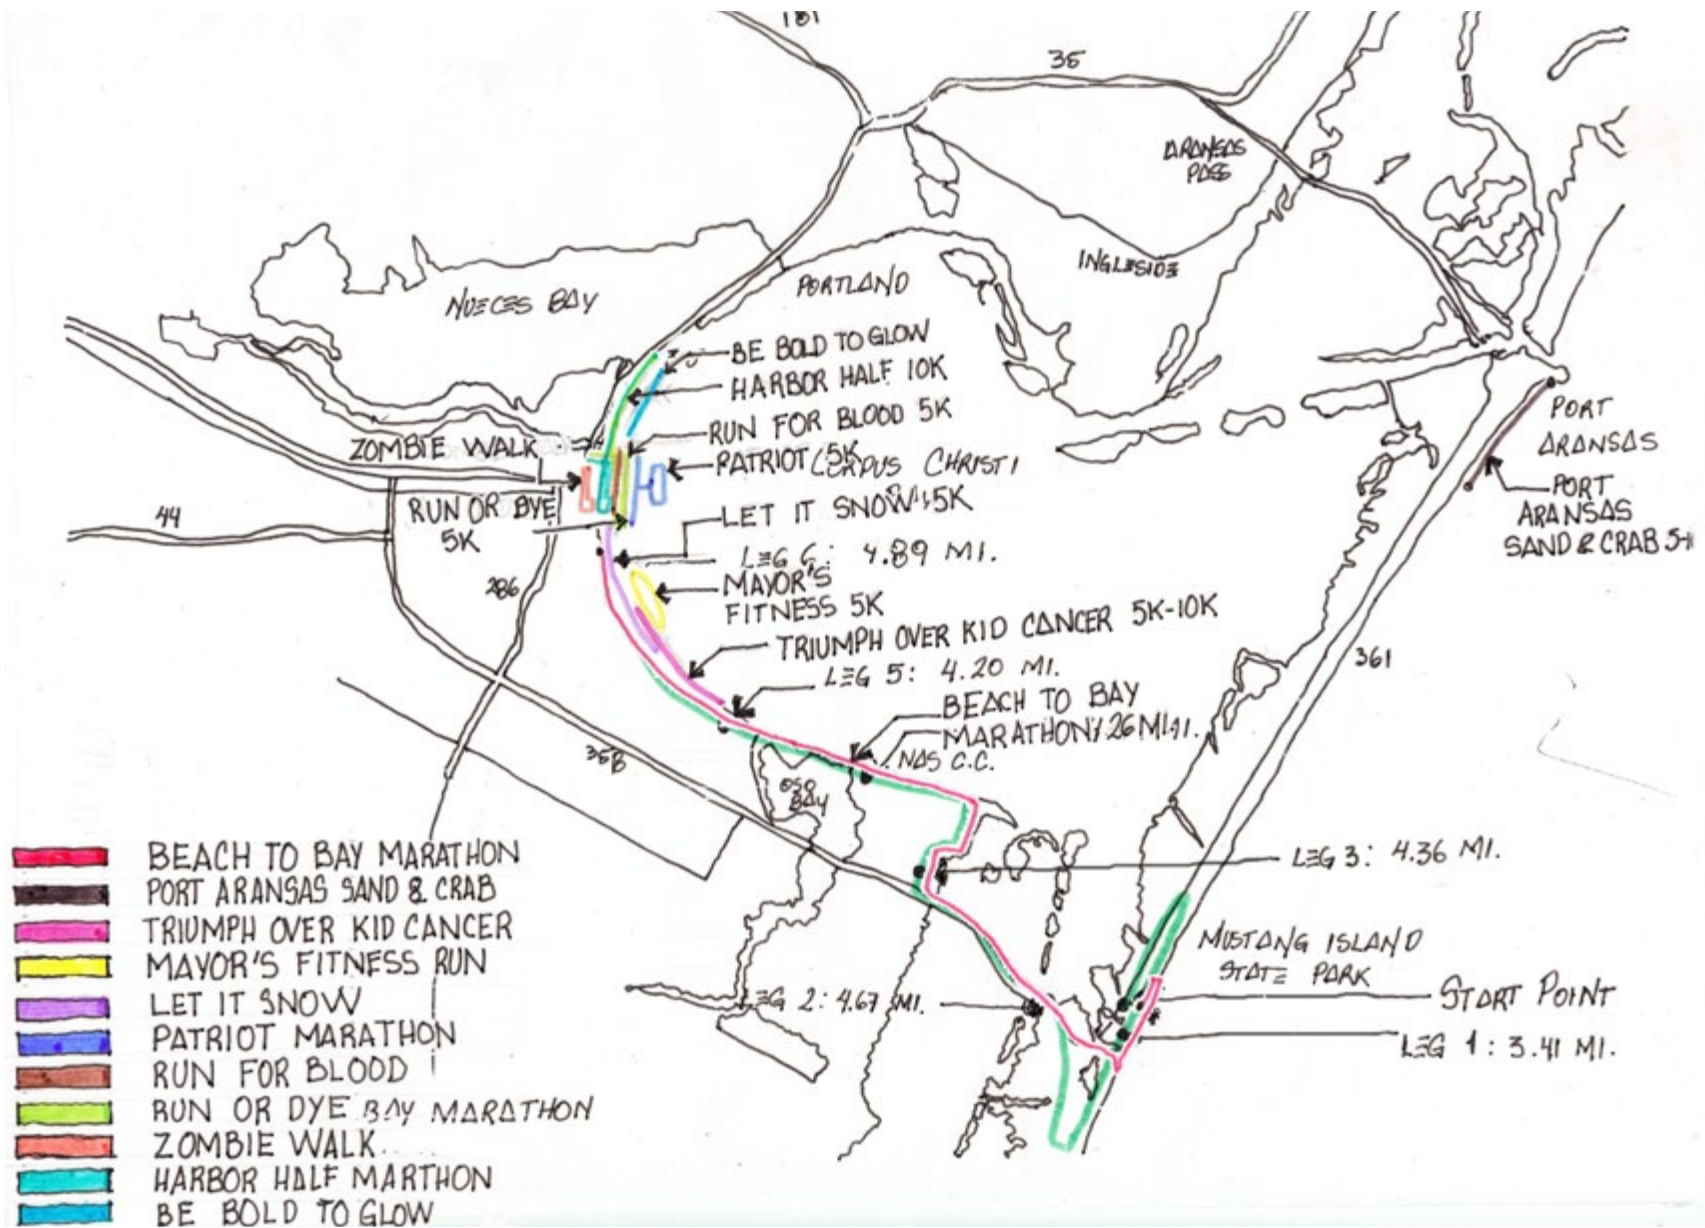 181
35
ARANSAS
PASS
INGLESIDE
PORTLAND
NUECES BAY
BE BOLD TO GLOW
HARBOR HALF 10K
RUN FOR BLOOD 5K
ZOMBIE WALK
PATRIOT 5K
CORPUS CHRISTI
PORT
ARANSAS
PORT
ARANSAS
SAND & CRAB
44
RUN OR DYE
5K
LET IT SNOW 5K
LEG 6: 4.89 MI.
286
MAYOR'S
FITNESS 5K
TRIUMPH OVER KID CANCER 5K-10K
LEG 5: 4.20 MI.
361
BEACH TO BAY
MARATHON
NAS C.C.
358
OSO
BAY
LEG 3: 4.36 MI.
MUSTANG ISLAND
STATE PARK
START POINT
LEG 2: 4.67 MI.
LEG 1: 3.41 MI.
BEACH TO BAY MARATHON
PORT ARANSAS SAND & CRAB
TRIUMPH OVER KID CANCER
MAYOR'S FITNESS RUN
LET IT SNOW
PATRIOT MARATHON
RUN FOR BLOOD
RUN OR DYE BAY MARATHON
ZOMBIE WALK
HARBOR HALF MARTHON
BE BOLD TO GLOW